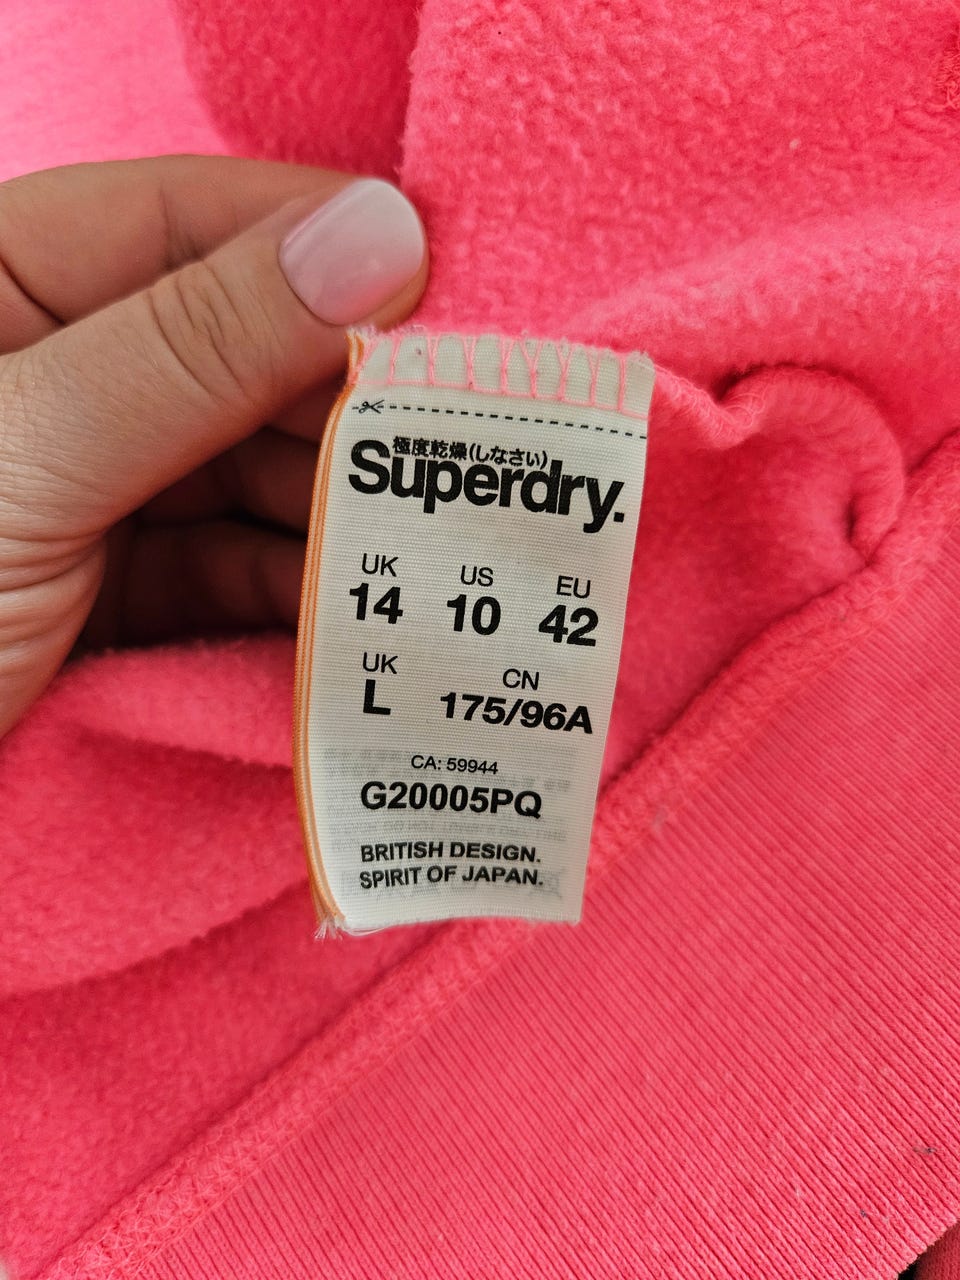 極度乾燥(しなさい)
Superdry.
UK US EU
14 10 42
UK CN
L 175/96A
CA: 59944
G20005PQ
BRITISH DESIGN.
SPIRIT OF JAPAN.